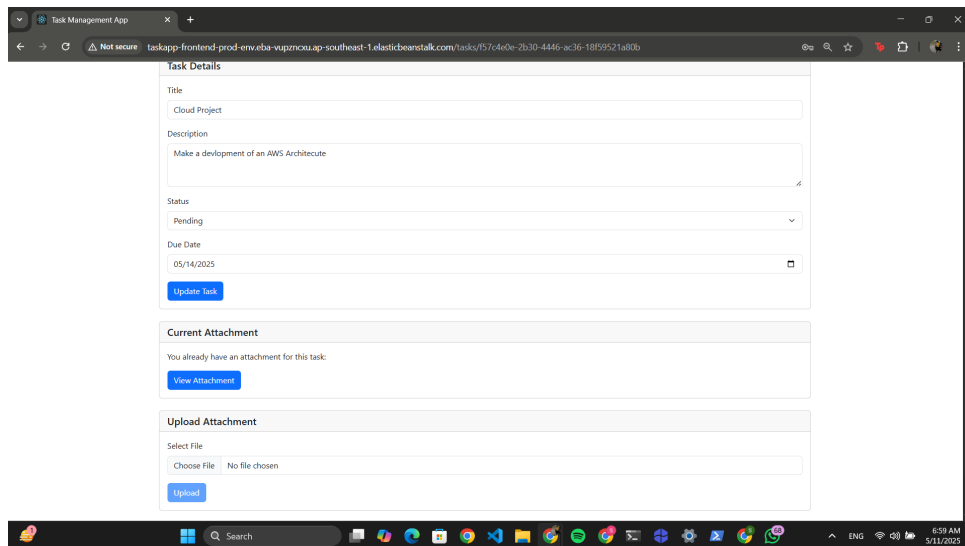 Task Management App
Not secure taskapp-frontend-prod-env.eba-vupzncxu.ap-southeast-1.elasticbeanstalk.com/tasks/f57c4e0e-2b30-4446-ac36-18f59521a80b
Task Details
Title
Cloud Project
Description
Make a devlopment of an AWS Architecute
Status
Pending
Due Date
05/14/2025
Update Task
Current Attachment
You already have an attachment for this task:
View Attachment
Upload Attachment
Select File
Choose File No file chosen
Upload
Search
68
ENG
6:59 AM
5/11/2025